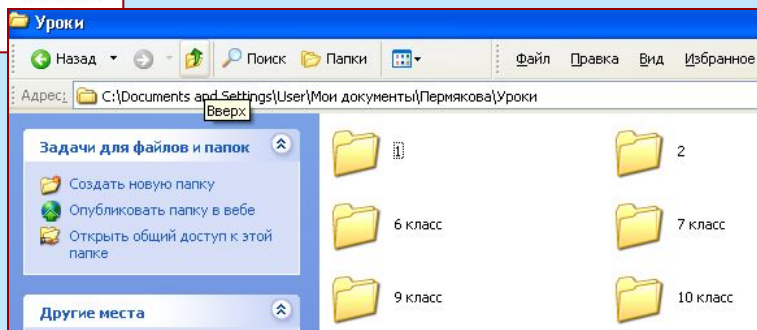 Уроки
Назад Поиск Папки Файл Правка Вид Избранное
Адрес: C:\Documents and Settings\User\Мои документы\Пермякова\Уроки
Вверх
Задачи для файлов и папок
Создать новую папку
Опубликовать папку в вебе
Открыть общий доступ к этой
папке
Другие места
1
2
6 класс
7 класс
9 класс
10 класс